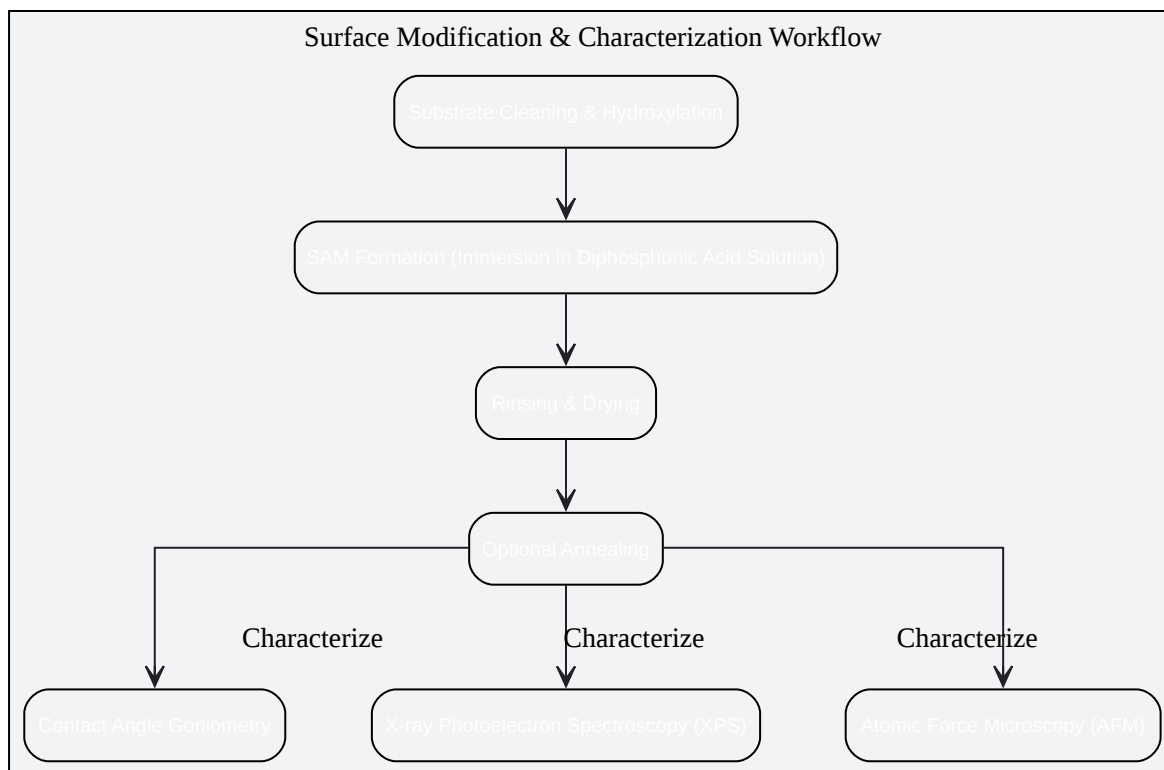 Surface Modification & Characterization Workflow
Substrate Cleaning & Hydroxylation
SAM Formation (Immersion in Diphosphonic Acid Solution)
Rinsing & Drying
Optional Annealing
Characterize
Characterize
Characterize
Contact Angle Goniometry
X-ray Photoelectron Spectroscopy (XPS)
Atomic Force Microscopy (AFM)